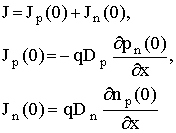 J = J_p(0) + J_n(0),
J_p(0) = − qD_p ∂p_n(0)/∂x,
J_n(0) = qD_n ∂n_p(0)/∂x